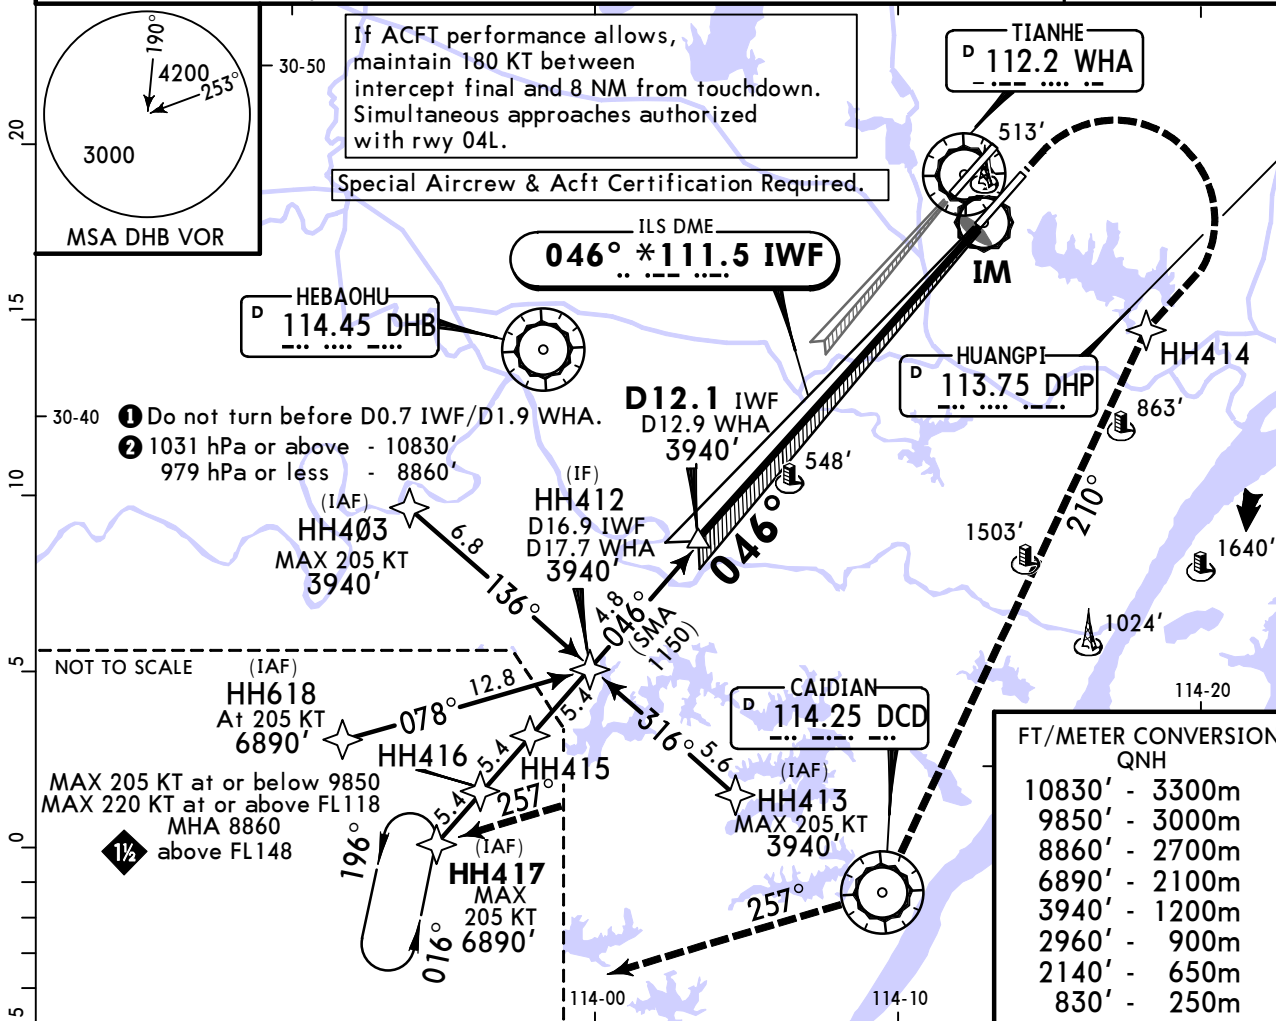 190°
4200
253°
3000
MSA DHB VOR
30-50
If ACFT performance allows,
maintain 180 KT between
intercept final and 8 NM from touchdown.
Simultaneous approaches authorized
with rwy 04L.
Special Aircrew & Acft Certification Required.
TIANHE
D 112.2 WHA
513'
ILS DME
046° *111.5 IWF
IM
HEBAOHU
D 114.45 DHB
HUANGPI
D 113.75 DHP
HH414
863'
30-40
1 Do not turn before D0.7 IWF/D1.9 WHA.
2 1031 hPa or above - 10830'
979 hPa or less - 8860'
D12.1 IWF
D12.9 WHA
3940'
548'
046°
(IAF)
HH403
MAX 205 KT
3940'
6.8
136°
(IF)
HH412
D16.9 IWF
D17.7 WHA
3940'
4.8
046°
(SMA
1150)
210°
1503'
1640'
1024'
NOT TO SCALE
(IAF)
HH618
At 205 KT
6890'
078°
12.8
5.4
HH416
5.4
HH415
316°
5.6
CAIDIAN
D 114.25 DCD
(IAF)
HH413
MAX 205 KT
3940'
MAX 205 KT at or below 9850
MAX 220 KT at or above FL118
MHA 8860
1½ above FL148
5.4
257°
196°
016°
(IAF)
HH417
MAX
205 KT
6890'
257°
114-00
114-10
114-20
FT/METER CONVERSION
QNH
10830' - 3300m
9850' - 3000m
8860' - 2700m
6890' - 2100m
3940' - 1200m
2960' - 900m
2140' - 650m
830' - 250m
20
15
10
5
0
5